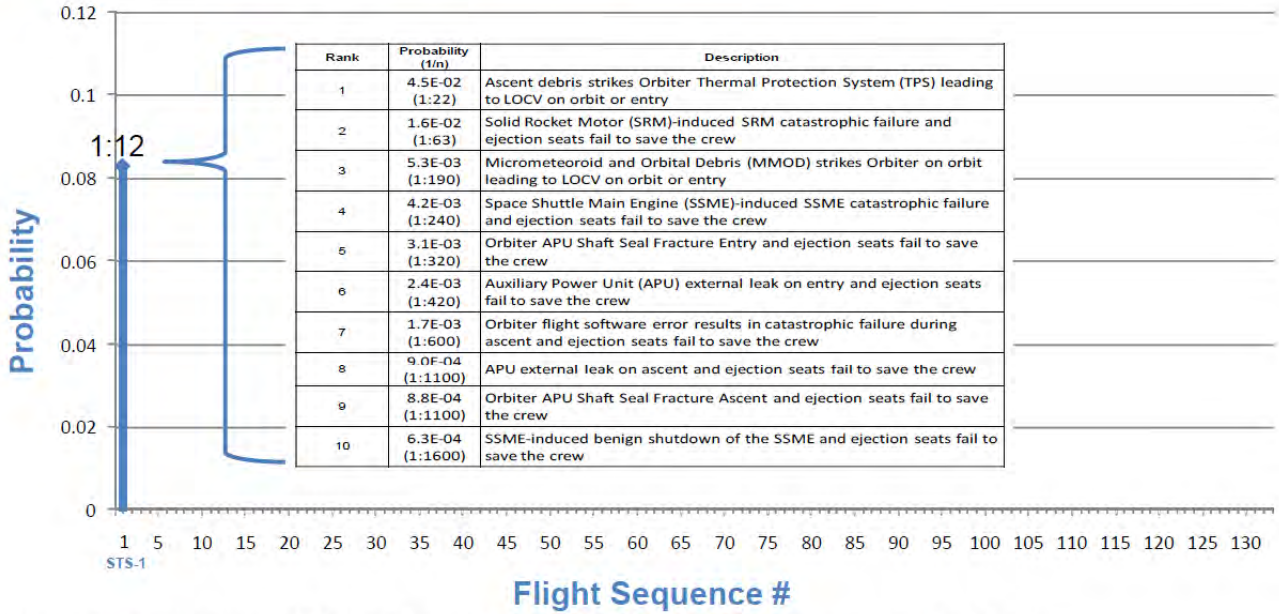 0.12
0.1
0.08
0.06
0.04
0.02
0
Probability
1:12
Rank Probability (1/n) Description
1 4.5E-02 (1:22) Ascent debris strikes Orbiter Thermal Protection System (TPS) leading
to LOCV on orbit or entry
2 1.6E-02 (1:63) Solid Rocket Motor (SRM)-induced SRM catastrophic failure and
ejection seats fail to save the crew
3 5.3E-03 (1:190) Micrometeoroid and Orbital Debris (MMOD) strikes Orbiter on orbit
leading to LOCV on orbit or entry
4 4.2E-03 (1:240) Space Shuttle Main Engine (SSME)-induced SSME catastrophic failure
and ejection seats fail to save the crew
5 3.1E-03 (1:320) Orbiter APU Shaft Seal Fracture Entry and ejection seats fail to save
the crew
6 2.4E-03 (1:420) Auxiliary Power Unit (APU) external leak on entry and ejection seats
fail to save the crew
7 1.7E-03 (1:600) Orbiter flight software error results in catastrophic failure during
ascent and ejection seats fail to save the crew
8 9.0E-04 (1:1100) APU external leak on ascent and ejection seats fail to save the crew
9 8.8E-04 (1:1100) Orbiter APU Shaft Seal Fracture Ascent and ejection seats fail to save
the crew
10 6.3E-04 (1:1600) SSME-induced benign shutdown of the SSME and ejection seats fail to
save the crew
1 5 10 15 20 25 30 35 40 45 50 55 60 65 70 75 80 85 90 95 100 105 110 115 120 125 130
STS-1
Flight Sequence #